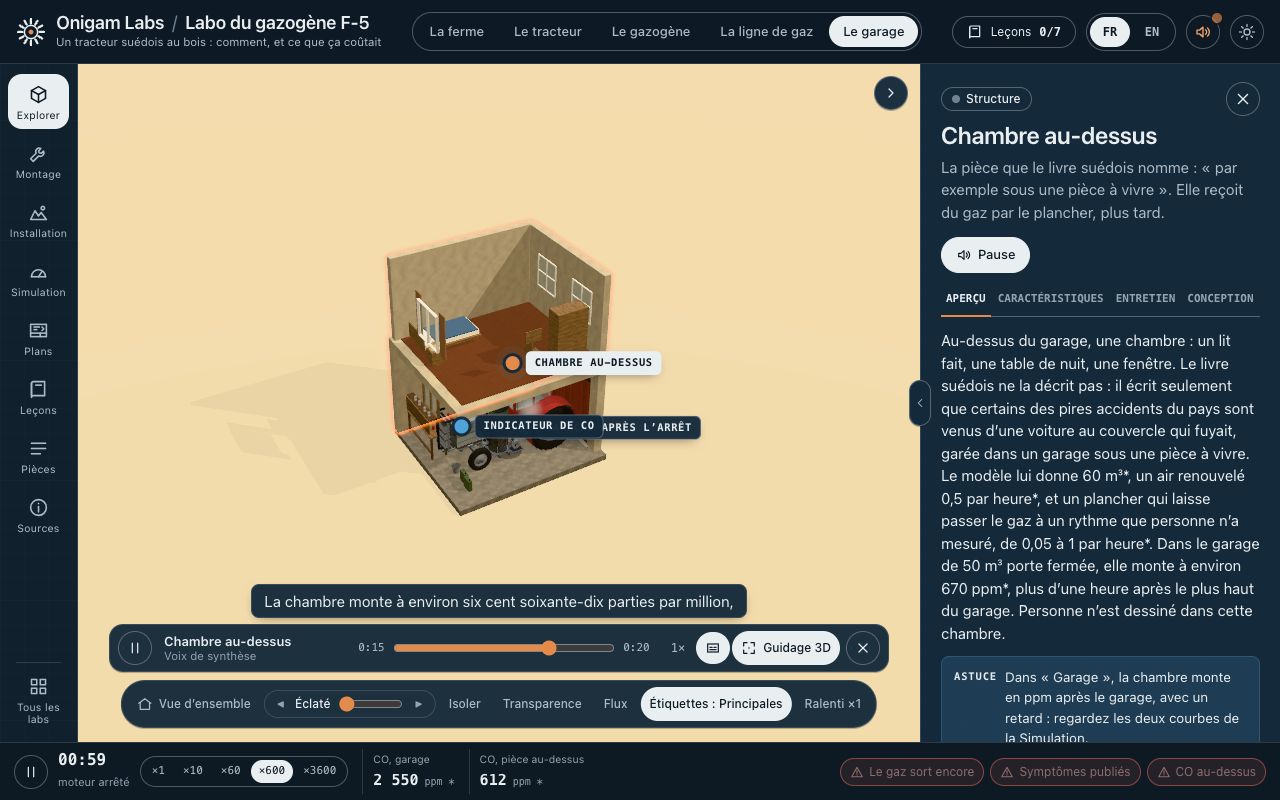 Onigam Labs / Labo du gazogène F-5
Un tracteur suédois au bois : comment, et ce que ça coûtait
La ferme
Le tracteur
Le gazogène
La ligne de gaz
Le garage
Leçons 0/7
FR
EN
Explorer
Montage
Installation
Simulation
Plans
Leçons
Pièces
Sources
Tous les
labs
CHAMBRE AU-DESSUS
INDICATEUR DE CO
APRÈS L'ARRÊT
La chambre monte à environ six cent soixante-dix parties par million,
Chambre au-dessus
Voix de synthèse
0:15
0:20
1×
Guidage 3D
Vue d'ensemble
Éclaté
Isoler
Transparence
Flux
Étiquettes : Principales
Ralenti ×1
Structure
Chambre au-dessus
La pièce que le livre suédois nomme : « par
exemple sous une pièce à vivre ». Elle reçoit
du gaz par le plancher, plus tard.
Pause
APERÇU
CARACTÉRISTIQUES
ENTRETIEN
CONCEPTION
Au-dessus du garage, une chambre : un lit
fait, une table de nuit, une fenêtre. Le livre
suédois ne la décrit pas : il écrit seulement
que certains des pires accidents du pays sont
venus d'une voiture au couvercle qui fuyait,
garée dans un garage sous une pièce à vivre.
Le modèle lui donne 60 m³*, un air renouvelé
0,5 par heure*, et un plancher qui laisse
passer le gaz à un rythme que personne n'a
mesuré, de 0,05 à 1 par heure*. Dans le garage
de 50 m³ porte fermée, elle monte à environ
670 ppm*, plus d'une heure après le plus haut
du garage. Personne n'est dessiné dans cette
chambre.
ASTUCE
Dans « Garage », la chambre monte
en ppm après le garage, avec un
retard : regardez les deux courbes de
la Simulation.
00:59
moteur arrêté
×1
×10
×60
×600
×3600
CO, garage
2 550 ppm *
CO, pièce au-dessus
612 ppm *
Le gaz sort encore
Symptômes publiés
CO au-dessus